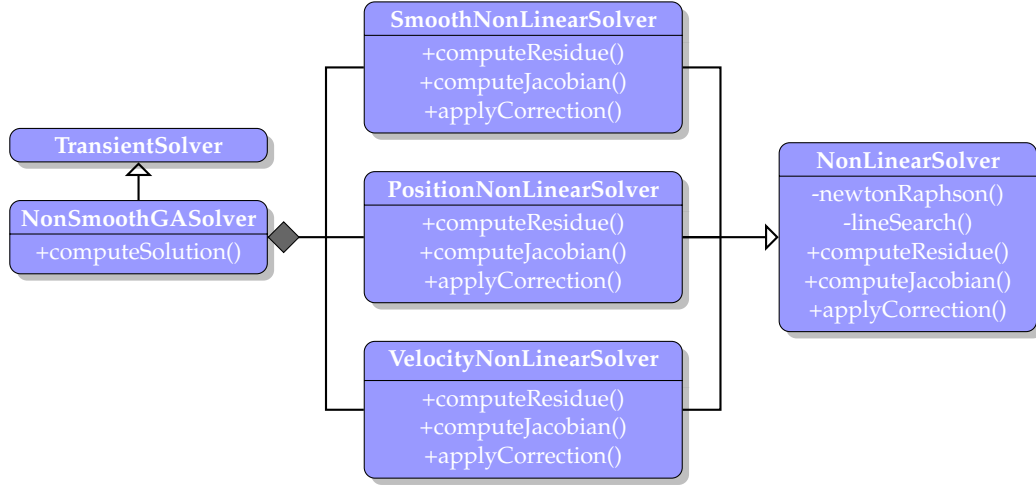 TransientSolver
NonSmoothGASolver
+computeSolution()
SmoothNonLinearSolver
+computeResidue()
+computeJacobian()
+applyCorrection()
PositionNonLinearSolver
+computeResidue()
+computeJacobian()
+applyCorrection()
VelocityNonLinearSolver
+computeResidue()
+computeJacobian()
+applyCorrection()
NonLinearSolver
-newtonRaphson()
-lineSearch()
+computeResidue()
+computeJacobian()
+applyCorrection()